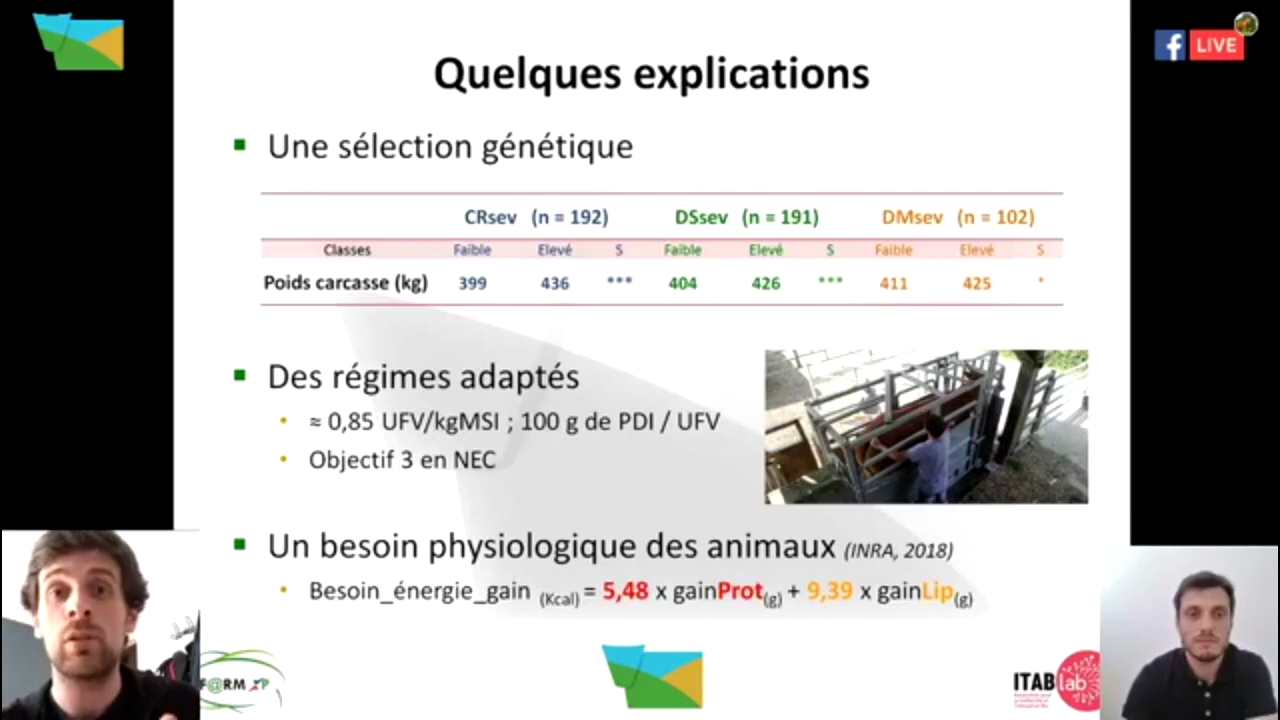 LIVE
Quelques explications
Une sélection génétique
CRsev (n = 192) DSsev (n = 191) DMsev (n = 102)
Classes Faible Elevé S Faible Elevé S Faible Elevé S
Poids carcasse (kg) 399 436 *** 404 426 *** 411 425 *
Des régimes adaptés
≈ 0,85 UFV/kgMSI ; 100 g de PDI / UFV
Objectif 3 en NEC
Un besoin physiologique des animaux (INRA, 2018)
Besoin_énergie_gain (Kcal) = 5,48 x gainProt(g) + 9,39 x gainLip(g)
F@RM XP
ITAB lab